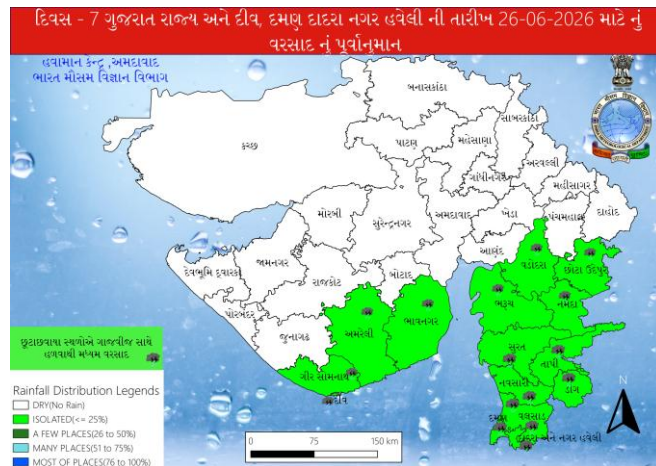 દિવસ - 7 ગુજરાત રાજ્ય અને દીવ, દમણ દાદરા નગર હવેલી ની તારીખ 26-06-2026 માટે નું
વરસાદ નું પૂર્વાનુમાન
હવામાન કેન્દ્ર ,અમદાવાદ
ભારત મૌસમ વિજ્ઞાન વિભાગ
બનાસકાંઠા
સાબરકાંઠા
કચ્છ
પાટણ
મહેસાણા
અરવલ્લી
ગાંધીનગર
મહીસાગર
મોરબી
સુરેન્દ્રનગર
અમદાવાદ
ખેડા
પંચમહાલ
દાહોદ
દેવભૂમિ દ્વારકા
જામનગર
રાજકોટ
બોટાદ
આણંદ
વડોદરા
છોટા ઉદેપુર
પોરબંદર
જુનાગઢ
અમરેલી
ભાવનગર
ભરૂચ
નર્મદા
ગીર સોમનાથ
દીવ
સુરત
તાપી
નવસારી
ડાંગ
દમણ
વલસાડ
દાદરા અને નગર હવેલી
છુટાછવાયા સ્થળોએ ગાજવીજ સાથે
હળવાથી મધ્યમ વરસાદ
Rainfall Distribution Legends
DRY(No Rain)
ISOLATED(<= 25%)
A FEW PLACES(26 to 50%)
MANY PLACES(51 to 75%)
MOST OF PLACES(76 to 100%)
0 75 150 km
N